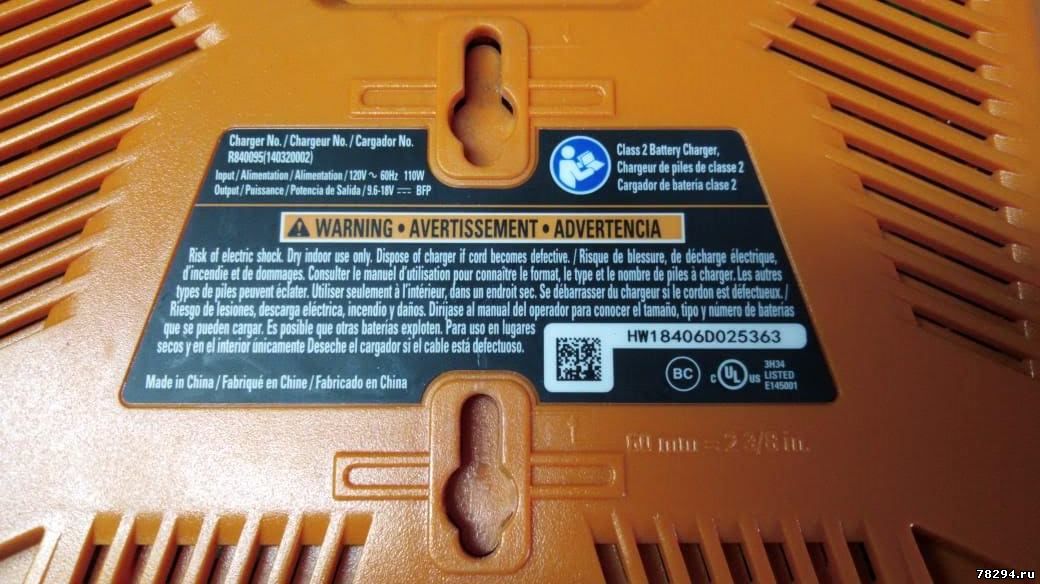 Charger No. / Chargeur No. / Cargador No.
R840095(140320002)
Input / Alimentation / Alimentation / 120V ~ 60Hz 110W
Output / Puissance / Potencia de Salida / 9.6-18V ⎓ BFP
Class 2 Battery Charger,
Chargeur de piles de classe 2
Cargador de bateria clase 2
WARNING • AVERTISSEMENT • ADVERTENCIA
Risk of electric shock. Dry indoor use only. Dispose of charger if cord becomes defective. / Risque de blessure, de décharge électrique,
d'incendie et de dommages. Consulter le manuel d'utilisation pour connaître le format, le type et le nombre de piles à charger. Les autres
types de piles peuvent éclater. Utiliser seulement à l'intérieur, dans un endroit sec. Se débarrasser du chargeur si le cordon est défectueux. /
Riesgo de lesiones, descarga eléctrica, incendio y daños. Diríjase al manual del operador para conocer el tamaño, tipo y número de baterías
que se pueden cargar. Es posible que otras baterías exploten. Para uso en lugares
secos y en el interior únicamente Deseche el cargador si el cable está defectuoso.
HW18406D025363
Made in China / Fabriqué en Chine / Fabricado en China
BC
c UL us
3H34
LISTED
E145001
1
60 mm = 2 3/8 in.
78294.ru